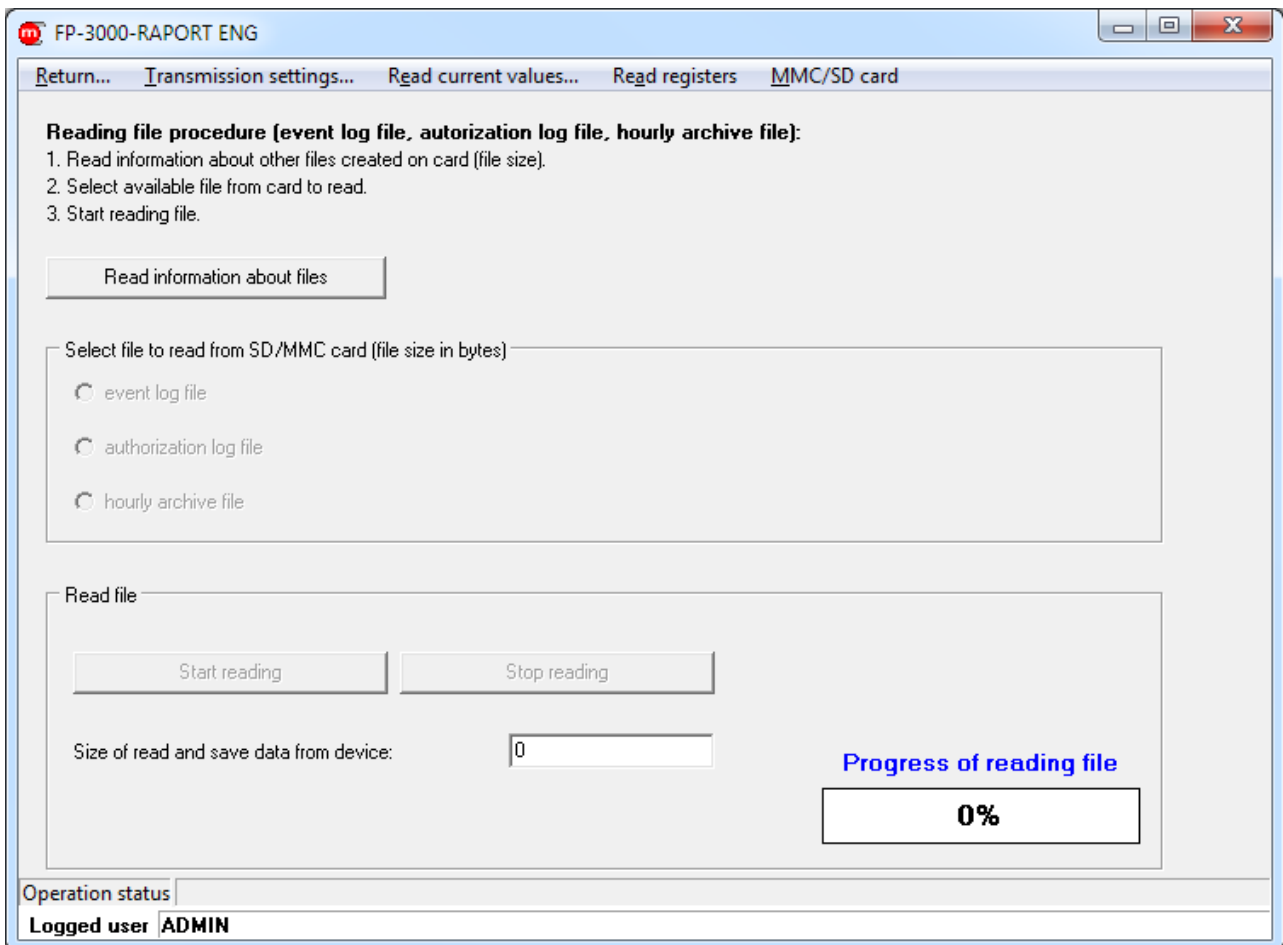 FP-3000-RAPORT ENG
Return... Transmission settings... Read current values... Read registers MMC/SD card
Reading file procedure (event log file, autorization log file, hourly archive file):
1. Read information about other files created on card (file size).
2. Select available file from card to read.
3. Start reading file.
Read information about files
Select file to read from SD/MMC card (file size in bytes)
event log file
authorization log file
hourly archive file
Read file
Start reading Stop reading
Size of read and save data from device: 0
Progress of reading file
0%
Operation status
Logged user ADMIN